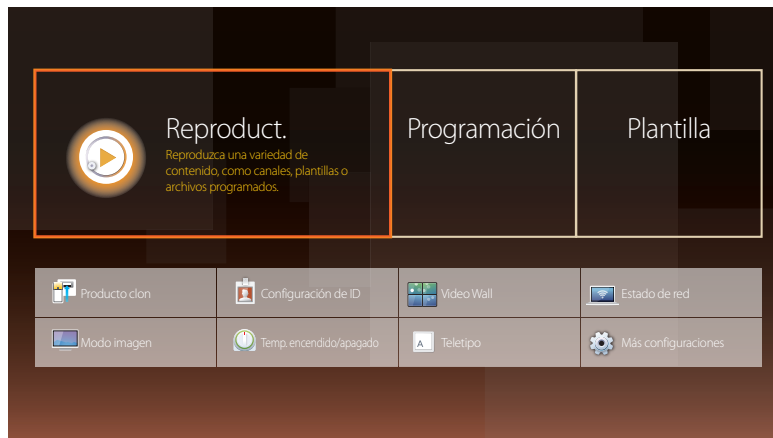 Reproduct.
Reproduzca una variedad de
contenido, como canales, plantillas o
archivos programados.
Programación
Plantilla
Producto clon
Configuración de ID
Video Wall
Estado de red
Modo imagen
Temp. encendido/apagado
A
Teletipo
Más configuraciones